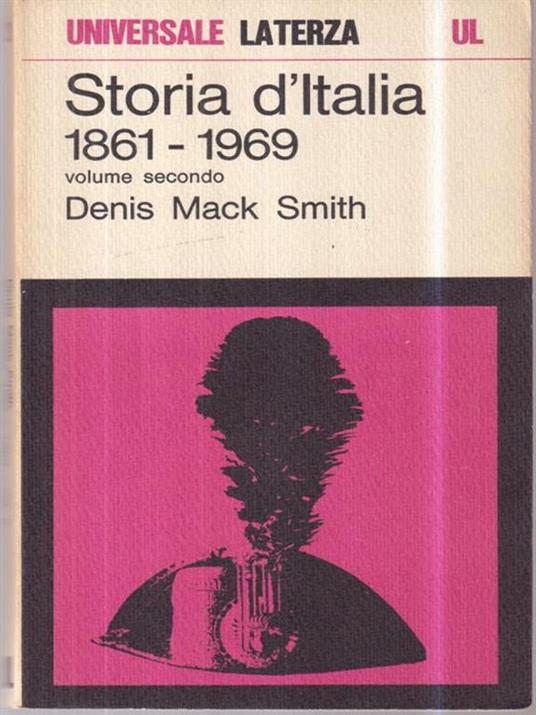 UNIVERSALE LATERZA UL
Storia d'Italia
1861-1969
volume secondo
Denis Mack Smith